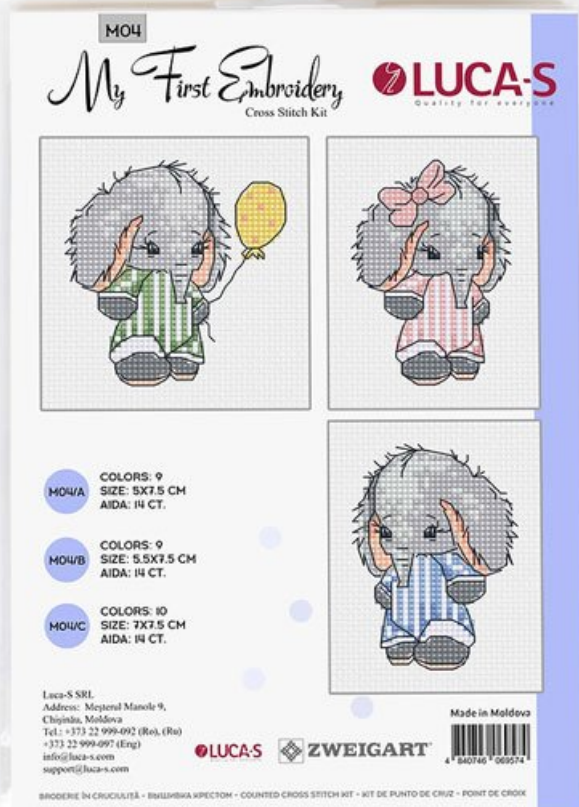 M04
My First Embroidery
Cross Stitch Kit
LUCA-S
Quality for everyone
M04/A
COLORS: 9
SIZE: 5X7.5 CM
AIDA: 14 CT.
M04/B
COLORS: 9
SIZE: 5.5X7.5 CM
AIDA: 14 CT.
M04/C
COLORS: 10
SIZE: 7X7.5 CM
AIDA: 14 CT.
Luca-S SRL
Address: Meşterul Manole 9,
Chişinău, Moldova
Tel.: +373 22 999-092 (Ro), (Ru)
+373 22 999-097 (Eng)
info@luca-s.com
support@luca-s.com
LUCA-S
ZWEIGART
Made in Moldova
4 840746 069574
BRODERIE ÎN CRUCIULIȚĂ - ВЫШИВКА КРЕСТОМ - COUNTED CROSS STITCH KIT - KIT DE PUNTO DE CRUZ - POINT DE CROIX